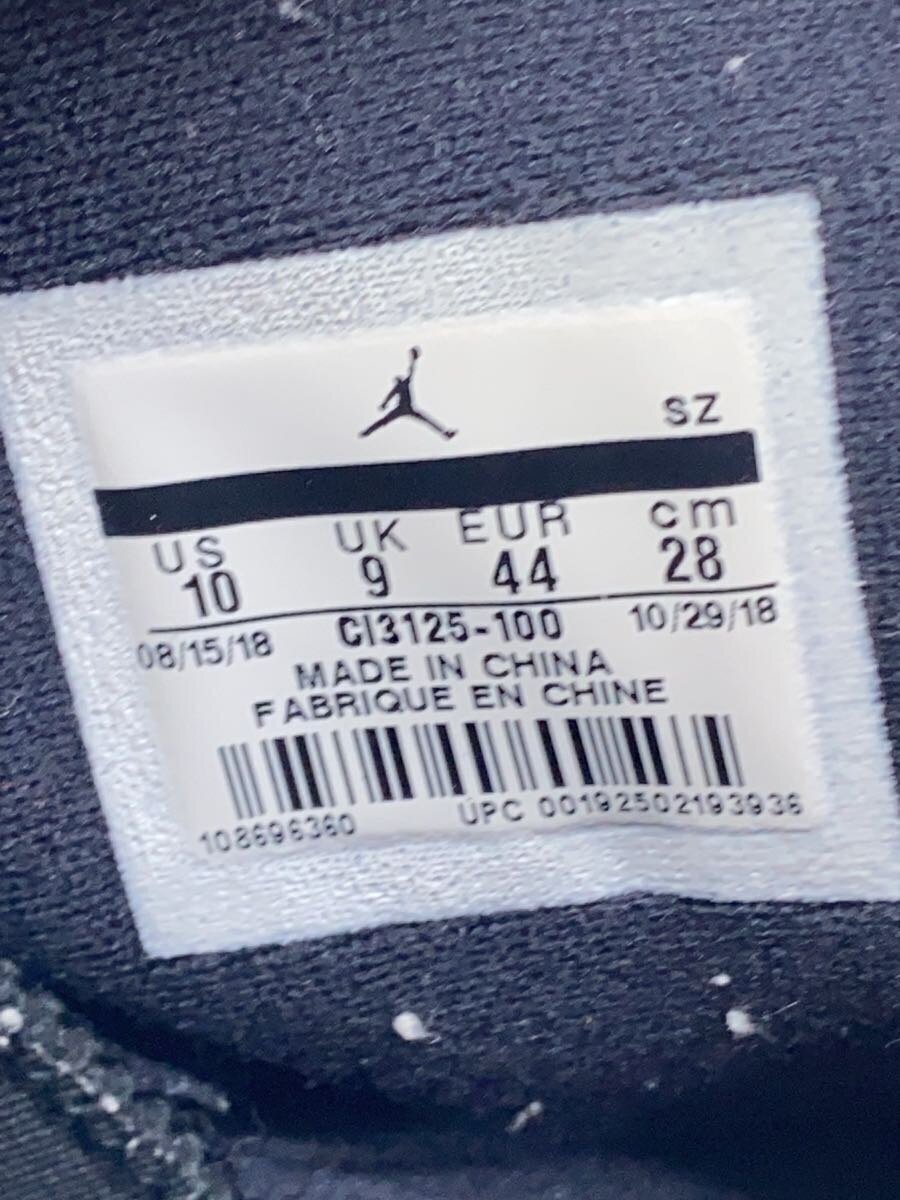 SZ
US UK EUR cm
10 9 44 28
08/15/18 CI3125-100 10/29/18
MADE IN CHINA
FABRIQUE EN CHINE
108696360 UPC 00192502193936